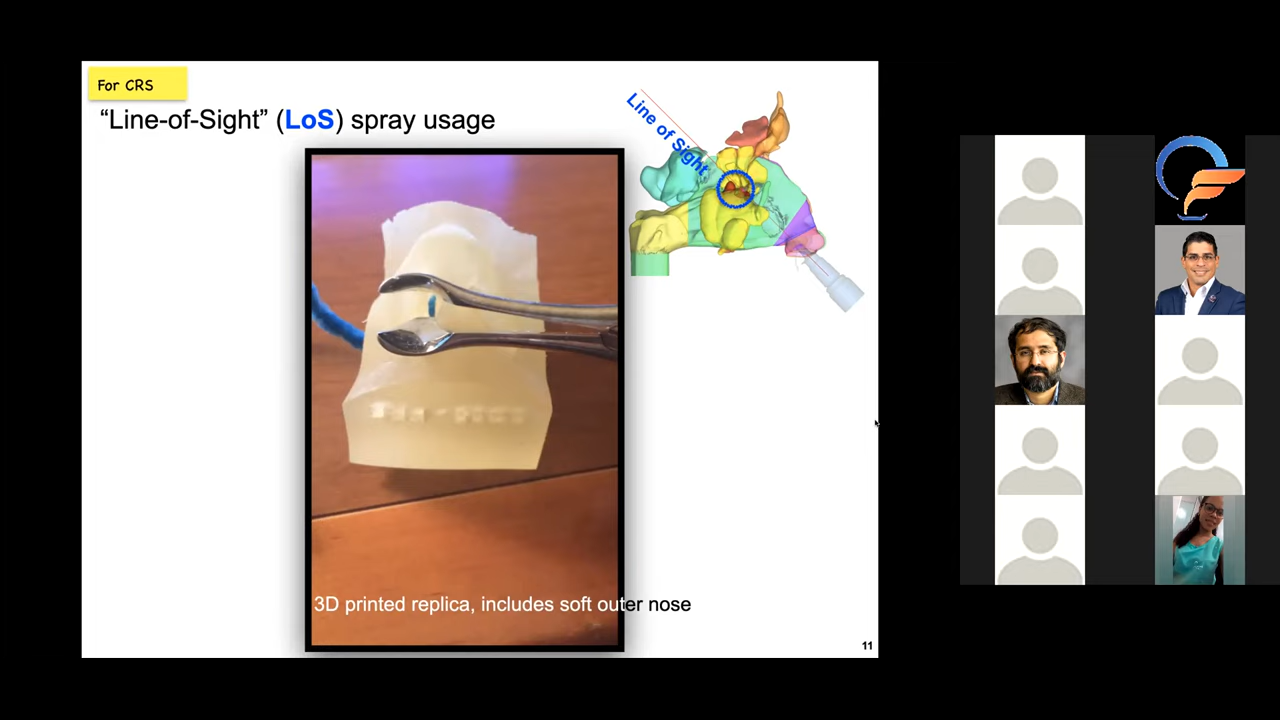 For CRS
“Line-of-Sight” (LoS) spray usage
Line of Sight
3D printed replica, includes soft outer nose
11